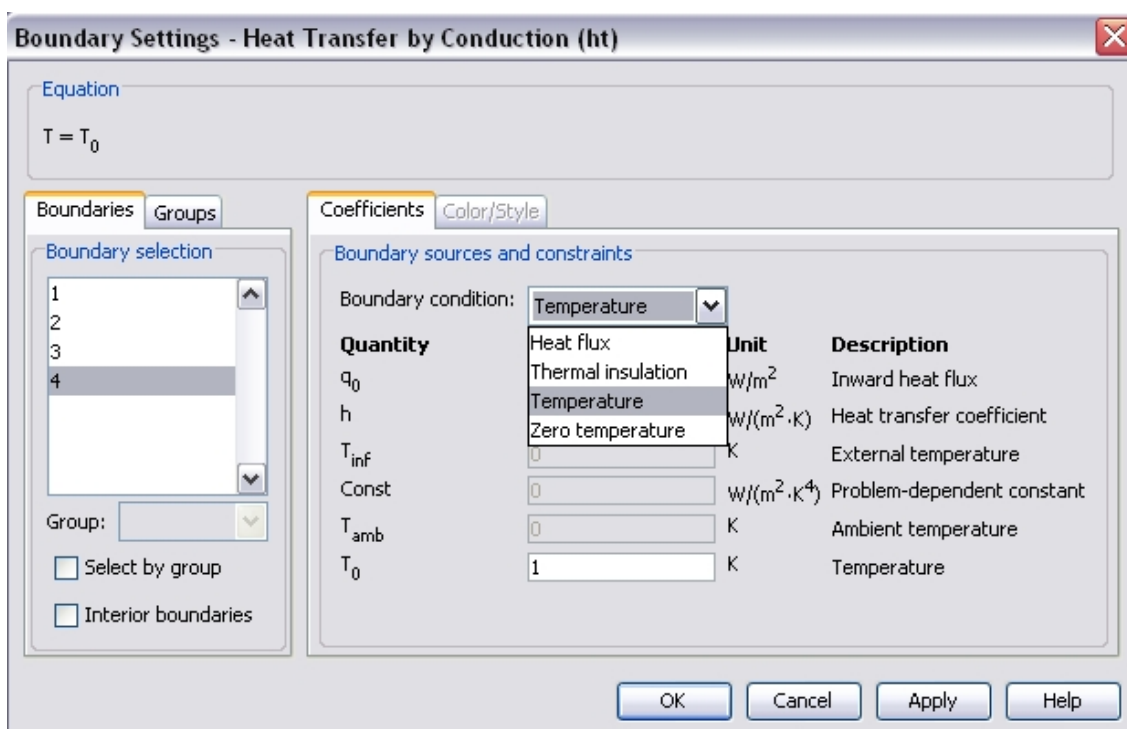 Boundary Settings - Heat Transfer by Conduction (ht)
Equation
T = T₀
Boundaries Groups
Boundary selection
1
2
3
4
Group:
Select by group
Interior boundaries
Coefficients Color/Style
Boundary sources and constraints
Boundary condition: Temperature
Heat flux
Thermal insulation
Temperature
Zero temperature
Quantity Unit Description
q₀ W/m² Inward heat flux
h W/(m²·K) Heat transfer coefficient
T_inf 0 K External temperature
Const 0 W/(m²·K⁴) Problem-dependent constant
T_amb 0 K Ambient temperature
T₀ 1 K Temperature
OK Cancel Apply Help